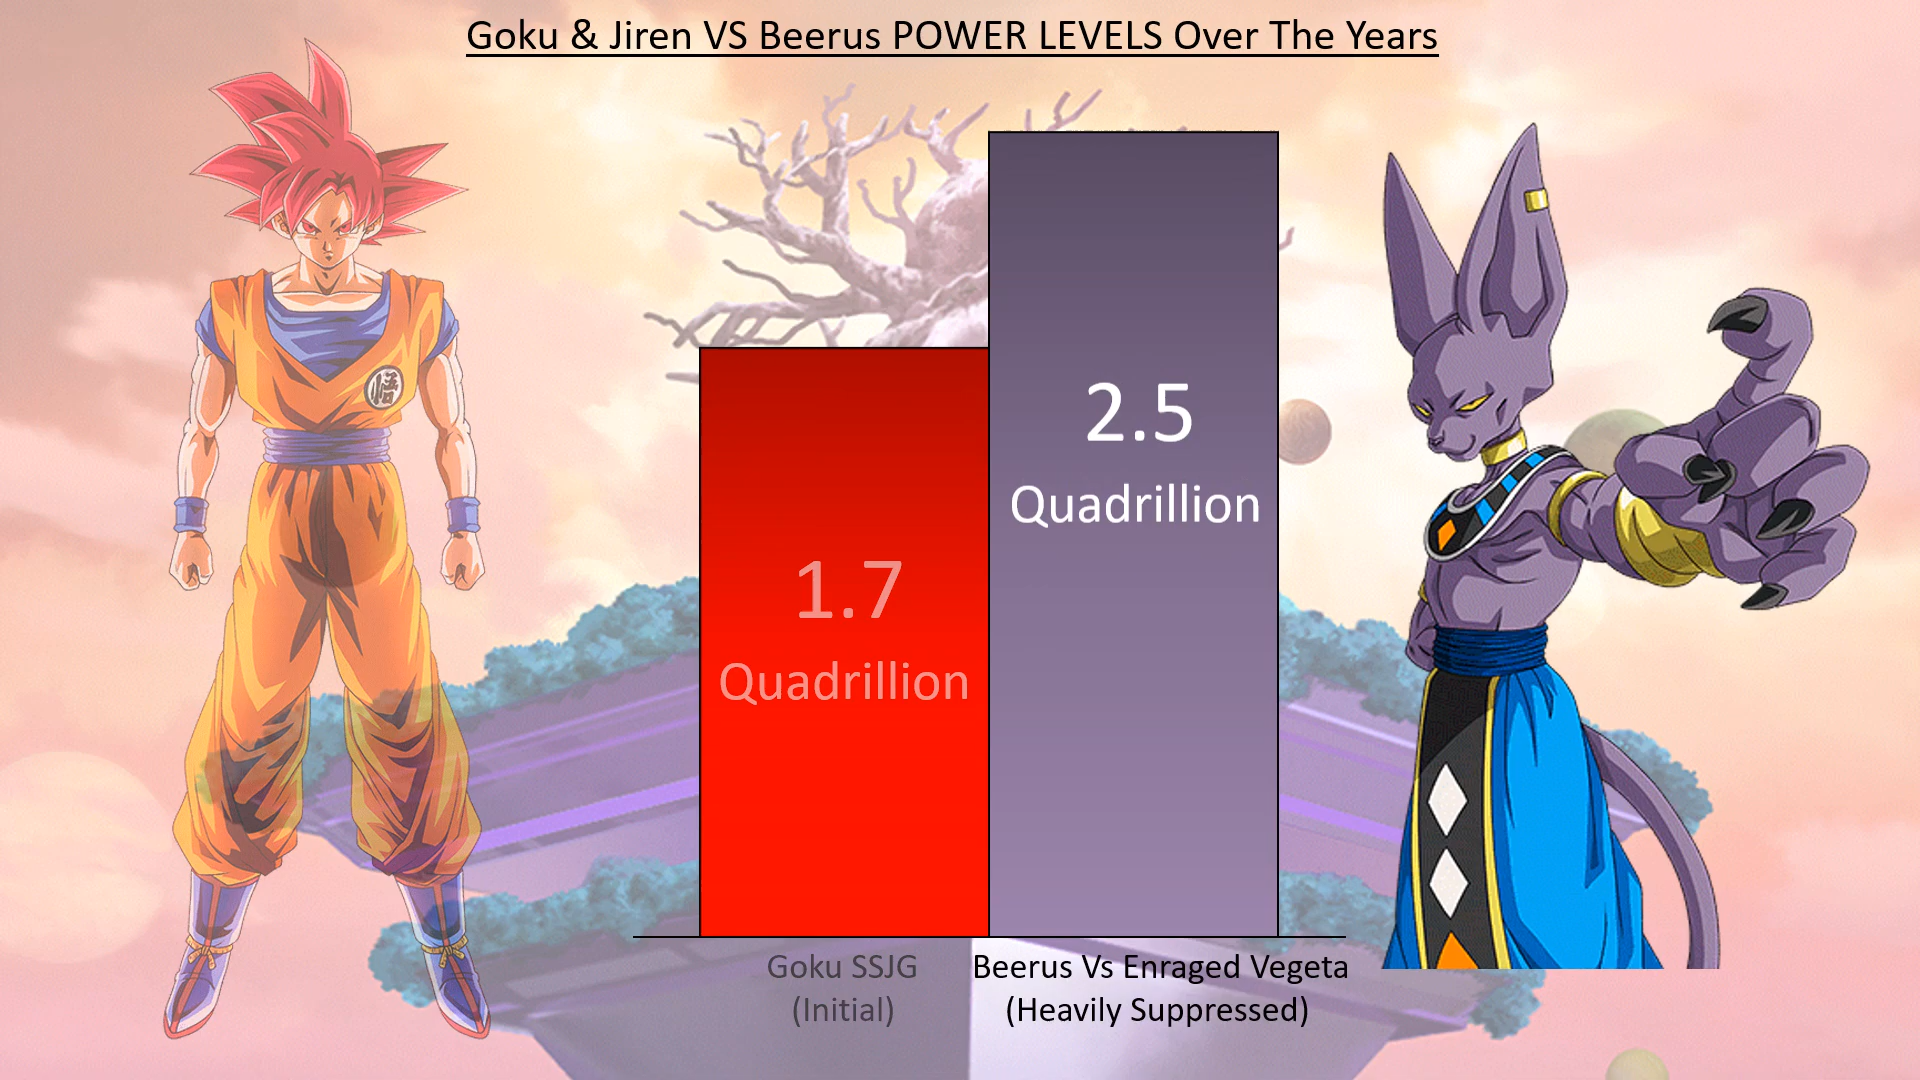 Goku & Jiren VS Beerus POWER LEVELS Over The Years
悟
1.7
Quadrillion
2.5
Quadrillion
Goku SSJG
(Initial)
Beerus Vs Enraged Vegeta
(Heavily Suppressed)